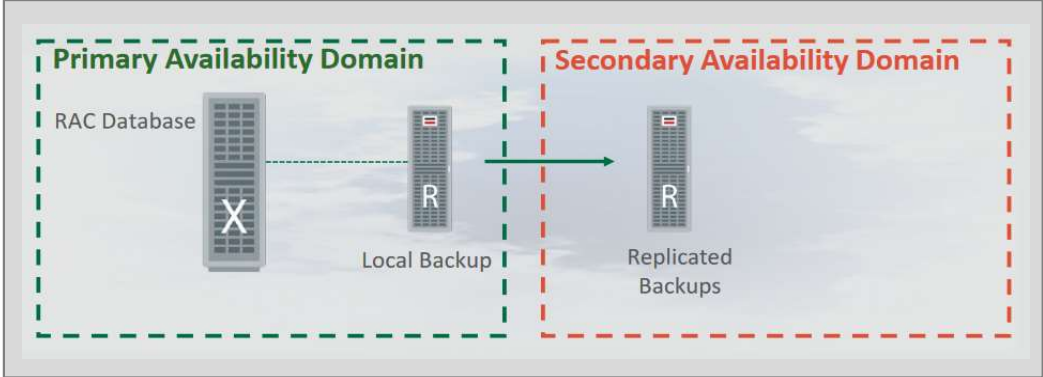 Primary Availability Domain
RAC Database
X
R
Local Backup
Secondary Availability Domain
R
Replicated
Backups